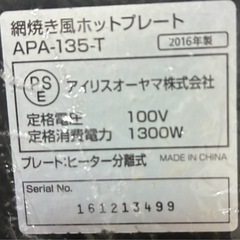 網焼き風ホットプレート
APA-135-T 2016年製
PS
E
アイリスオーヤマ株式会社
定格電圧 100V
定格消費電力 1300W
プレート:ヒーター分離式 MADE IN CHINA
Serial No.
161213499